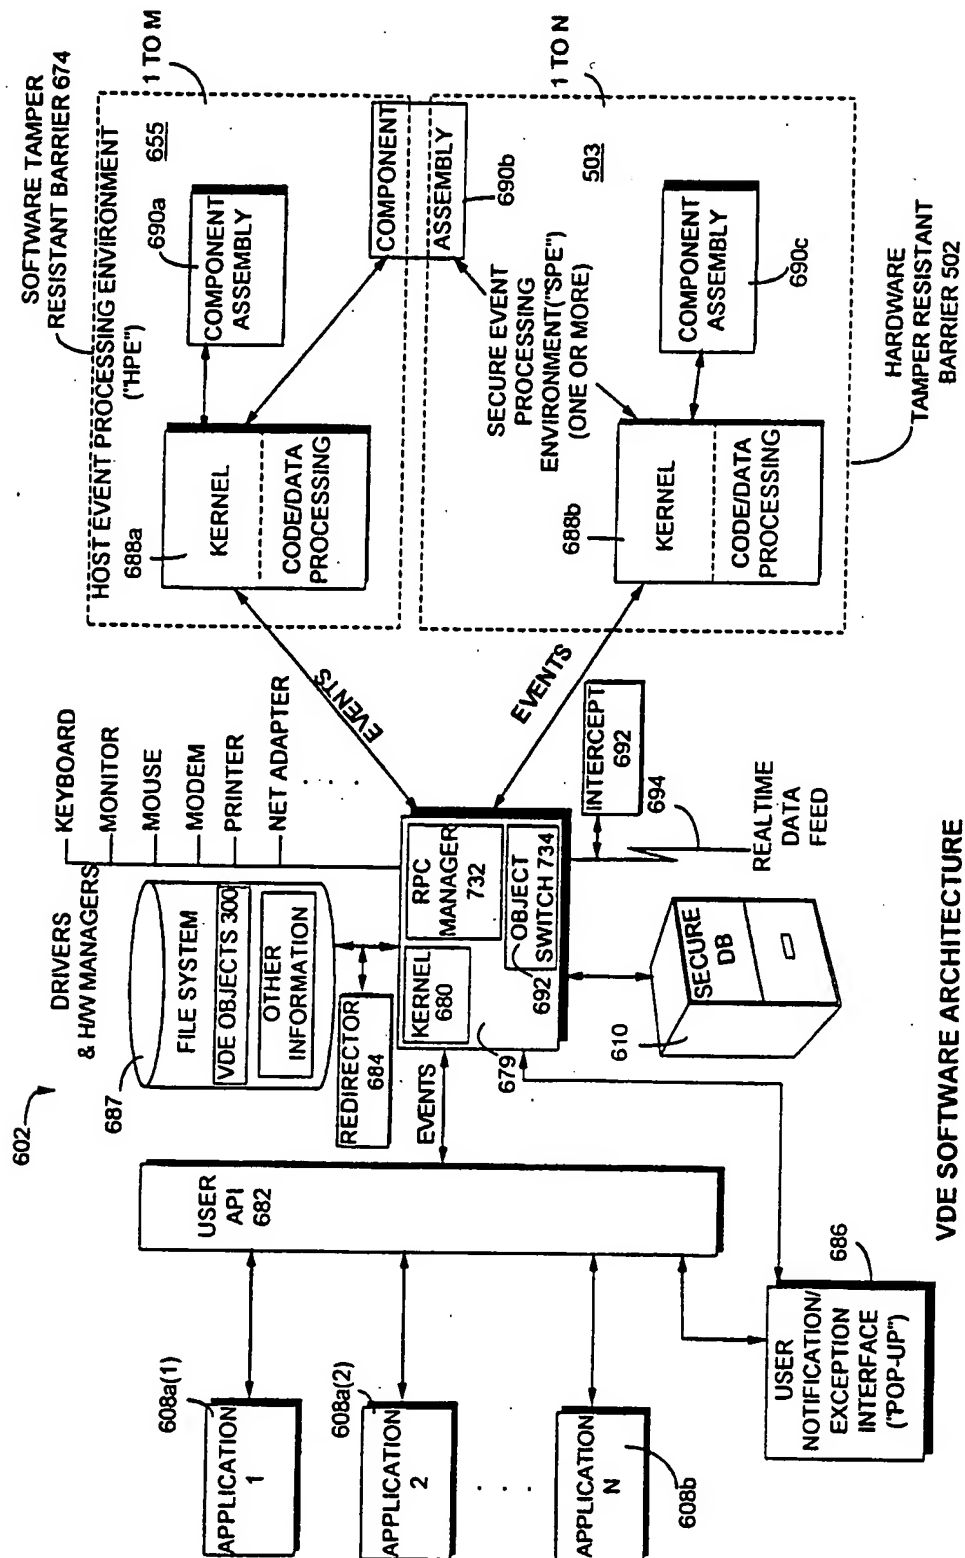 602
DRIVERS
& H/W MANAGERS
KEYBOARD
MONITOR
MOUSE
MODEM
PRINTER
NET ADAPTER
. . . .
SOFTWARE TAMPER
RESISTANT BARRIER 674
HOST EVENT PROCESSING ENVIRONMENT
("HPE")
655
1 TO M
688a
KERNEL
CODE/DATA
PROCESSING
690a
COMPONENT
ASSEMBLY
COMPONENT
ASSEMBLY
690b
687
FILE SYSTEM
VDE OBJECTS 300
OTHER
INFORMATION
REDIRECTOR
684
EVENTS
EVENTS
EVENTS
KERNEL
680
RPC
MANAGER
732
OBJECT
SWITCH 734
692
679
SECURE EVENT
PROCESSING
ENVIRONMENT("SPE")
(ONE OR MORE)
503
1 TO N
688b
KERNEL
CODE/DATA
PROCESSING
COMPONENT
ASSEMBLY
690c
HARDWARE
TAMPER RESISTANT
BARRIER 502
INTERCEPT
692
694
REALTIME
DATA
FEED
610
SECURE
DB
USER
API
682
608a(1)
APPLICATION
1
608a(2)
APPLICATION
2
. . . .
APPLICATION
N
608b
USER
NOTIFICATION/
EXCEPTION
INTERFACE
("POP-UP")
686
VDE SOFTWARE ARCHITECTURE